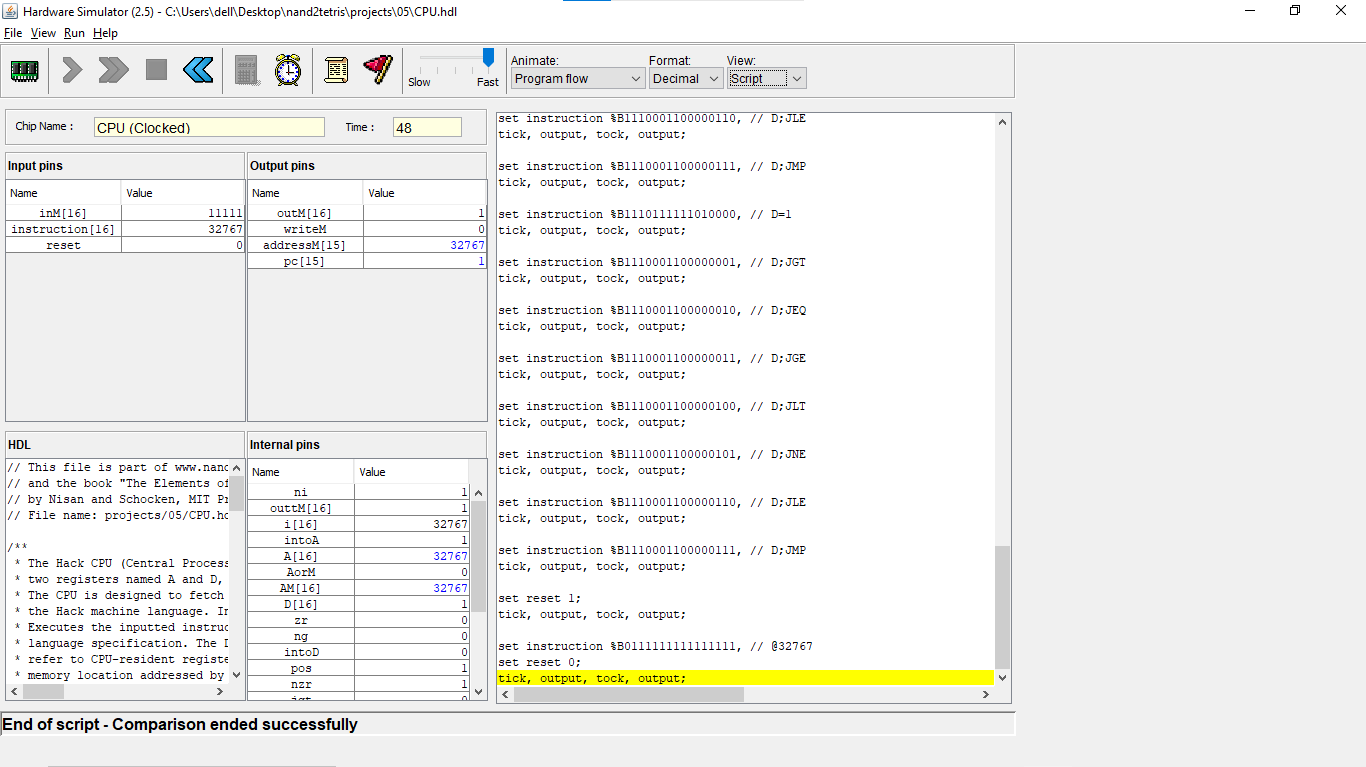 Hardware Simulator (2.5) - C:\Users\dell\Desktop\nand2tetris\projects\05\CPU.hdl
File View Run Help
Slow Fast
Animate: Format: View:
Program flow Decimal Script
Chip Name : CPU (Clocked) Time : 48
Input pins
Name Value
inM[16] 11111
instruction[16] 32767
reset 0
Output pins
Name Value
outM[16] 1
writeM 0
addressM[15] 32767
pc[15] 1
HDL
// This file is part of www.nand
// and the book "The Elements of
// by Nisan and Schocken, MIT Pr
// File name: projects/05/CPU.hd
/**
* The Hack CPU (Central Process
* two registers named A and D,
* The CPU is designed to fetch
* the Hack machine language. In
* Executes the inputted instruc
* language specification. The D
* refer to CPU-resident registe
* memory location addressed by
Internal pins
Name Value
ni 1
outtM[16] 1
i[16] 32767
intoA 1
A[16] 32767
AorM 0
AM[16] 32767
D[16] 1
zr 0
ng 0
intoD 0
pos 1
nzr 1
set instruction %B1110001100000110, // D;JLE
tick, output, tock, output;
set instruction %B1110001100000111, // D;JMP
tick, output, tock, output;
set instruction %B1110111111010000, // D=1
tick, output, tock, output;
set instruction %B1110001100000001, // D;JGT
tick, output, tock, output;
set instruction %B1110001100000010, // D;JEQ
tick, output, tock, output;
set instruction %B1110001100000011, // D;JGE
tick, output, tock, output;
set instruction %B1110001100000100, // D;JLT
tick, output, tock, output;
set instruction %B1110001100000101, // D;JNE
tick, output, tock, output;
set instruction %B1110001100000110, // D;JLE
tick, output, tock, output;
set instruction %B1110001100000111, // D;JMP
tick, output, tock, output;
set reset 1;
tick, output, tock, output;
set instruction %B0111111111111111, // @32767
set reset 0;
tick, output, tock, output;
End of script - Comparison ended successfully